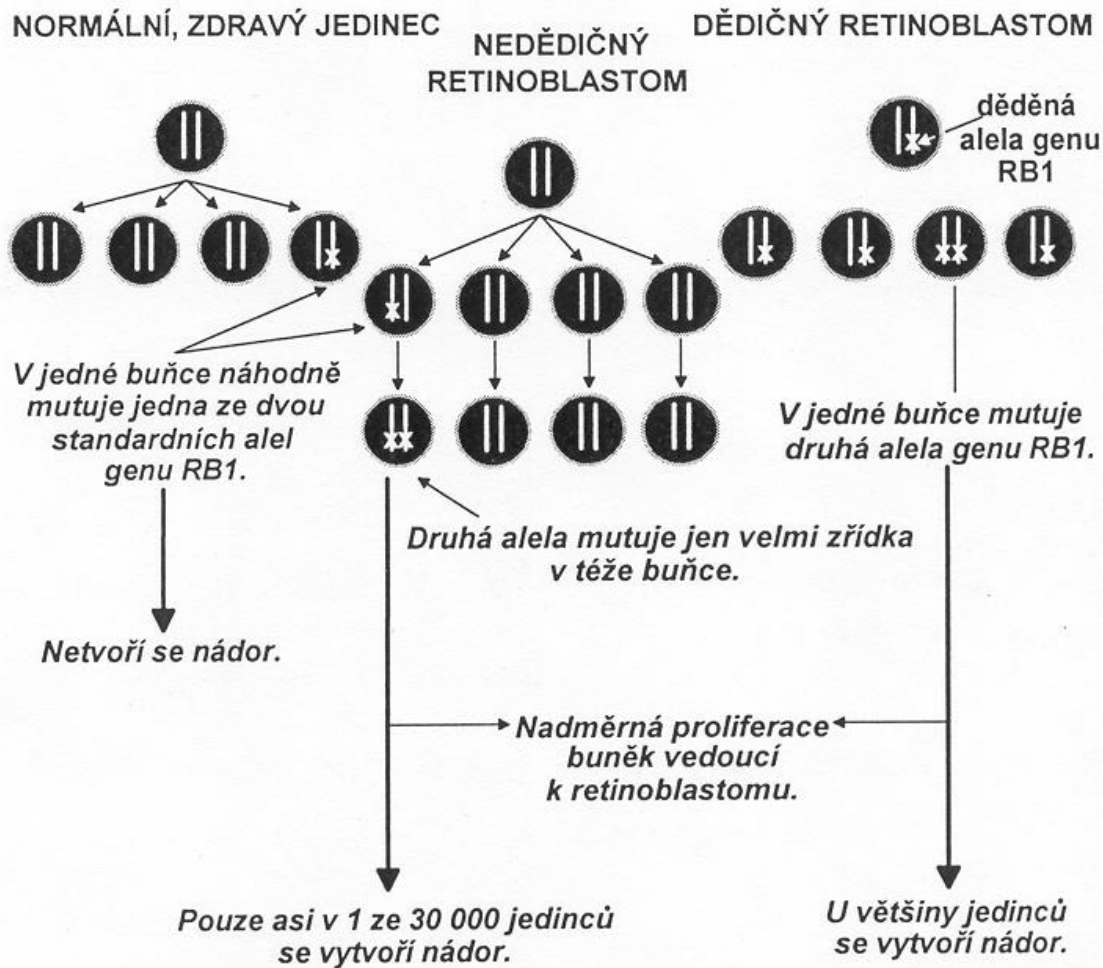 NORMÁLNÍ, ZDRAVÝ JEDINEC
NEDĚDIČNÝ
RETINOBLASTOM
DĚDIČNÝ RETINOBLASTOM
děděná
alela genu
RB1
V jedné buňce náhodně
mutuje jedna ze dvou
standardních alel
genu RB1.
V jedné buňce mutuje
druhá alela genu RB1.
Druhá alela mutuje jen velmi zřídka
v téže buňce.
Netvoří se nádor.
Nadměrná proliferace
buněk vedoucí
k retinoblastomu.
Pouze asi v 1 ze 30 000 jedinců
se vytvoří nádor.
U většiny jedinců
se vytvoří nádor.